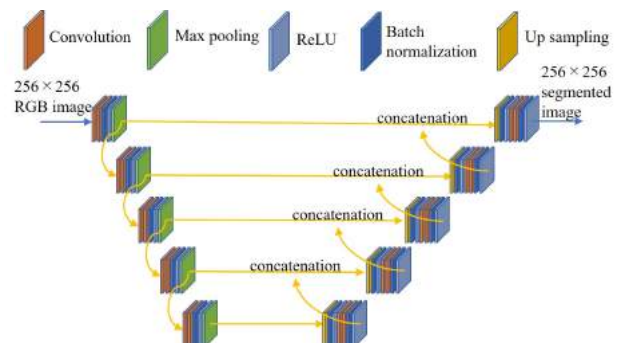 Convolution
Max pooling
ReLU
Batch
normalization
Up sampling
256 × 256
RGB image
256 × 256
segmented
image
concatenation
concatenation
concatenation
concatenation